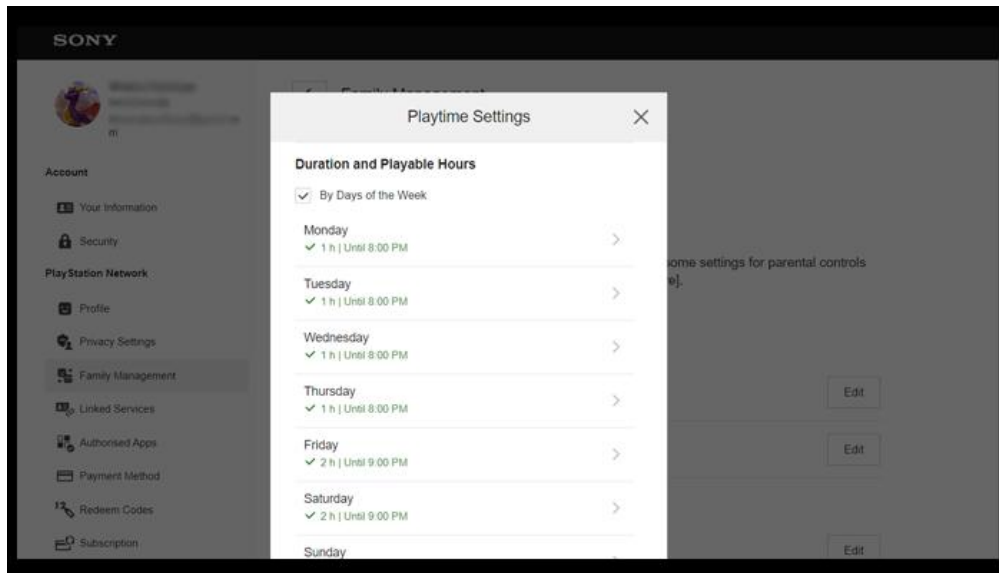 SONY
m
Account
Your Information
Security
PlayStation Network
Profile
Privacy Settings
Family Management
Linked Services
Authorised Apps
Payment Method
Redeem Codes
Subscription
Family Management
Playtime Settings
Duration and Playable Hours
By Days of the Week
Monday
1 h | Until 8:00 PM
Tuesday
1 h | Until 8:00 PM
Wednesday
1 h | Until 8:00 PM
Thursday
1 h | Until 8:00 PM
Friday
2 h | Until 9:00 PM
Saturday
2 h | Until 9:00 PM
Sunday
some settings for parental controls
e].
Edit
Edit
Edit